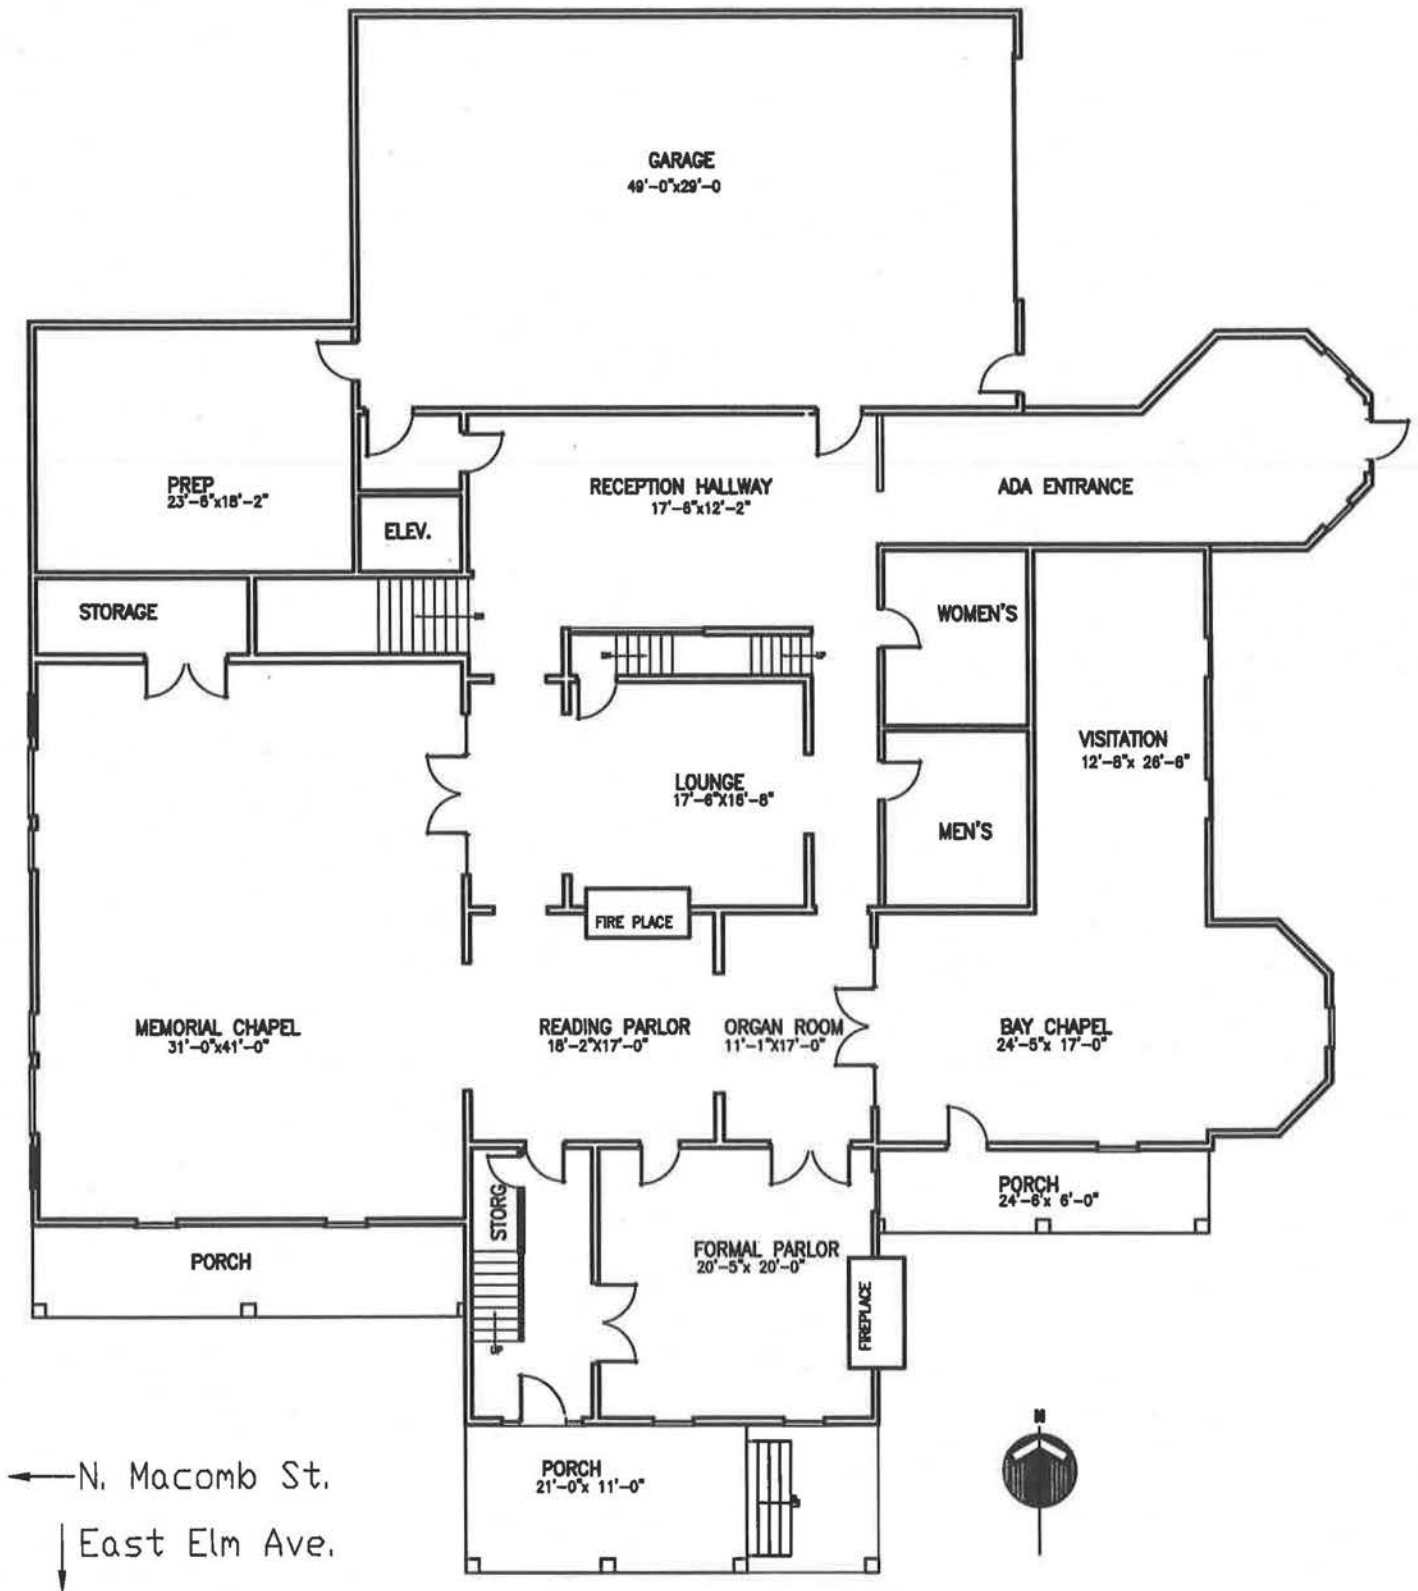 GARAGE
49'-0"x29'-0
PREP
23'-6"x18'-2"
RECEPTION HALLWAY
17'-6"x12'-2"
ADA ENTRANCE
ELEV.
STORAGE
DN
WOMEN'S
DN
UP
VISITATION
12'-8"x 26'-6"
LOUNGE
17'-6"X16'-8"
MEN'S
FIRE PLACE
MEMORIAL CHAPEL
31'-0"x41'-0"
READING PARLOR
18'-2"X17'-0"
ORGAN ROOM
11'-1"X17'-0"
BAY CHAPEL
24'-5"x 17'-0"
STORG.
PORCH
24'-6"x 6'-0"
PORCH
FORMAL PARLOR
20'-5"x 20'-0"
FIREPLACE
UP
N
N. Macomb St.
PORCH
21'-0"x 11'-0"
East Elm Ave.